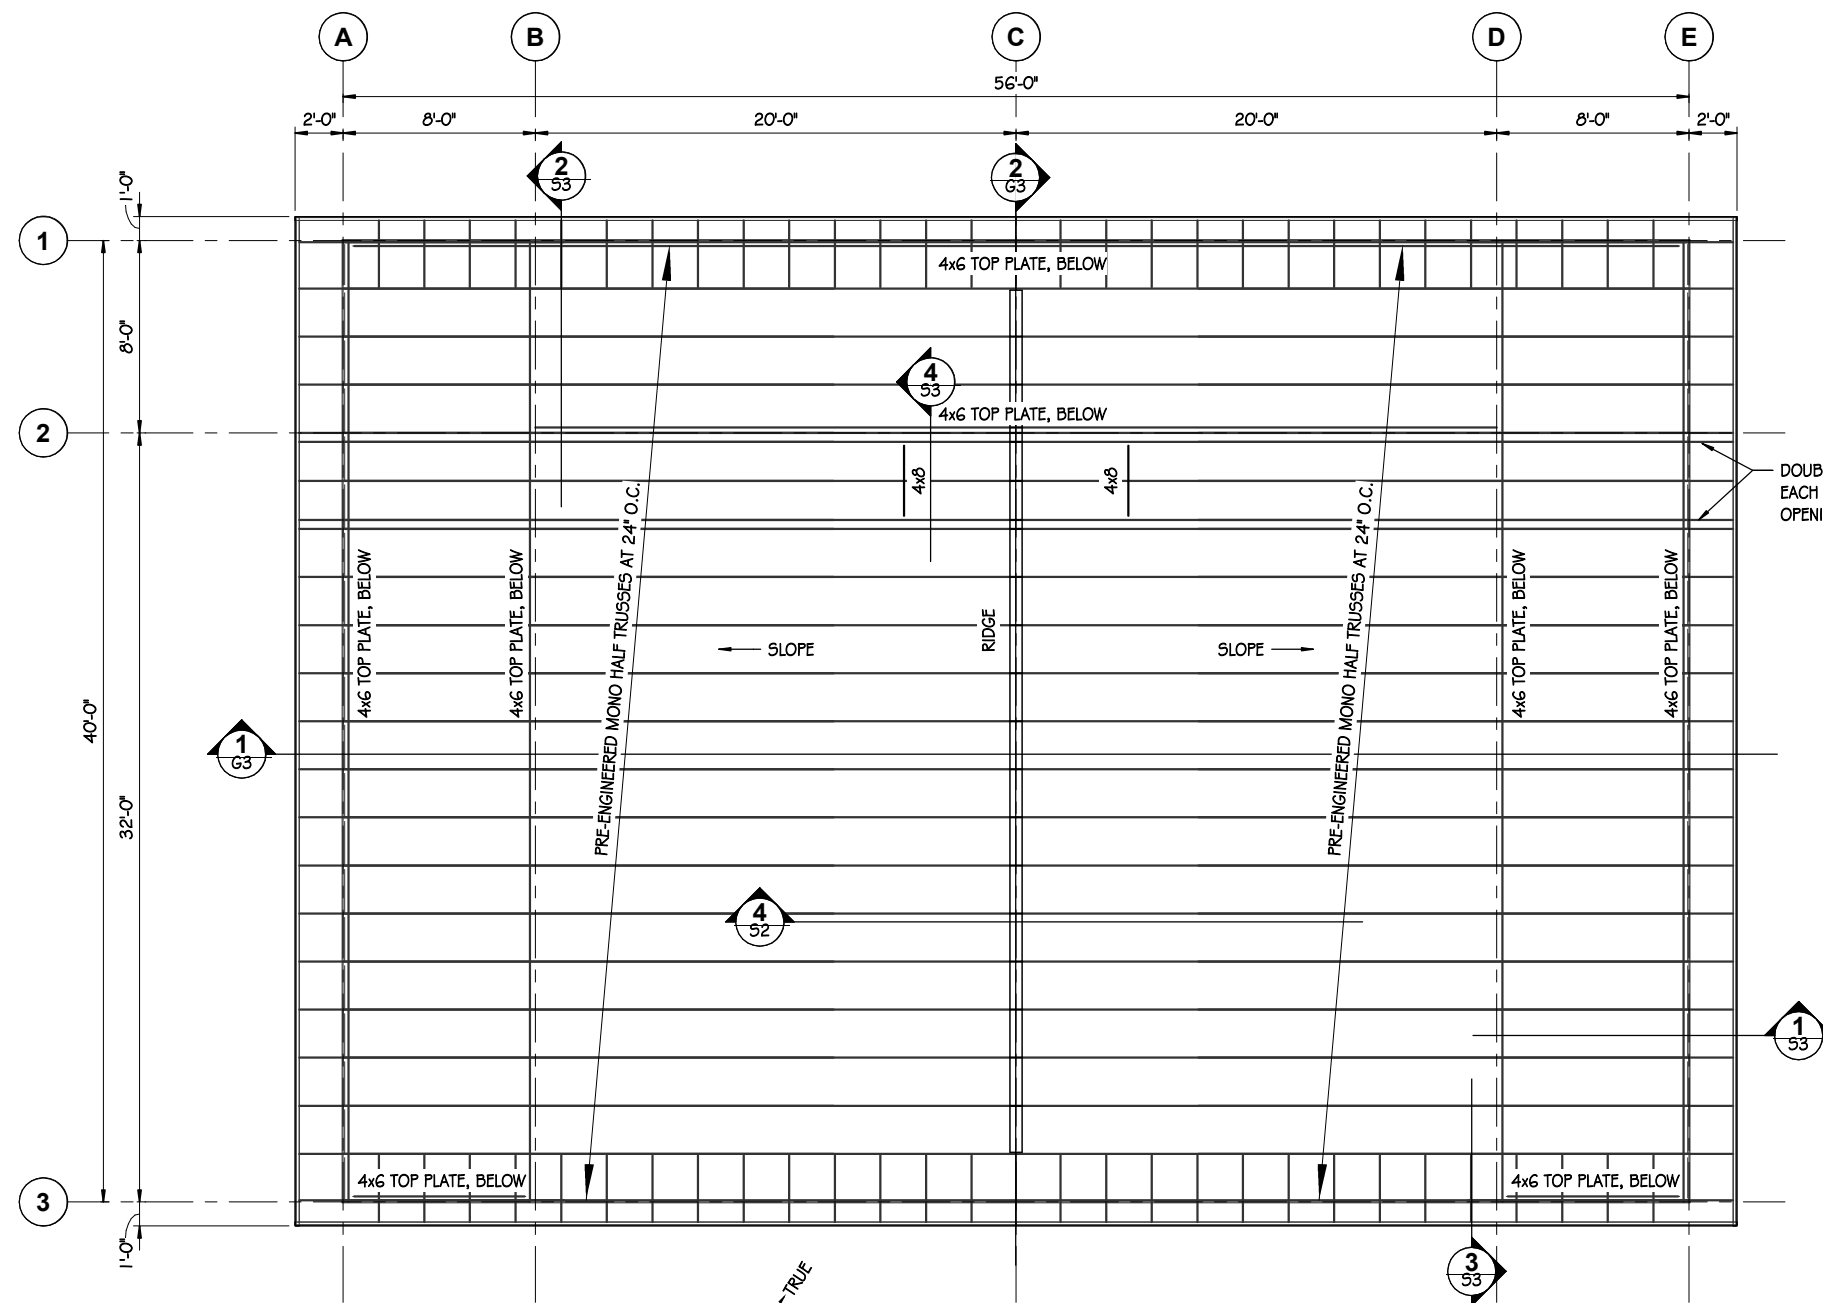 A
B
C
D
E
56'-0"
2'-0"
8'-0"
20'-0"
20'-0"
8'-0"
2'-0"
2
S3
2
G3
1'-0"
1
4x6 TOP PLATE, BELOW
8'-0"
4
S3
4x6 TOP PLATE, BELOW
2
4x8
4x8
DOUB
EACH
OPENI
PRE-ENGINEERED MONO HALF TRUSSES AT 24" O.C.
PRE-ENGINEERED MONO HALF TRUSSES AT 24" O.C.
4x6 TOP PLATE, BELOW
4x6 TOP PLATE, BELOW
4x6 TOP PLATE, BELOW
4x6 TOP PLATE, BELOW
RIDGE
SLOPE
SLOPE
40'-0"
1
G3
32'-0"
4
S2
1
S3
4x6 TOP PLATE, BELOW
4x6 TOP PLATE, BELOW
3
1'-0"
TRUE
3
S3